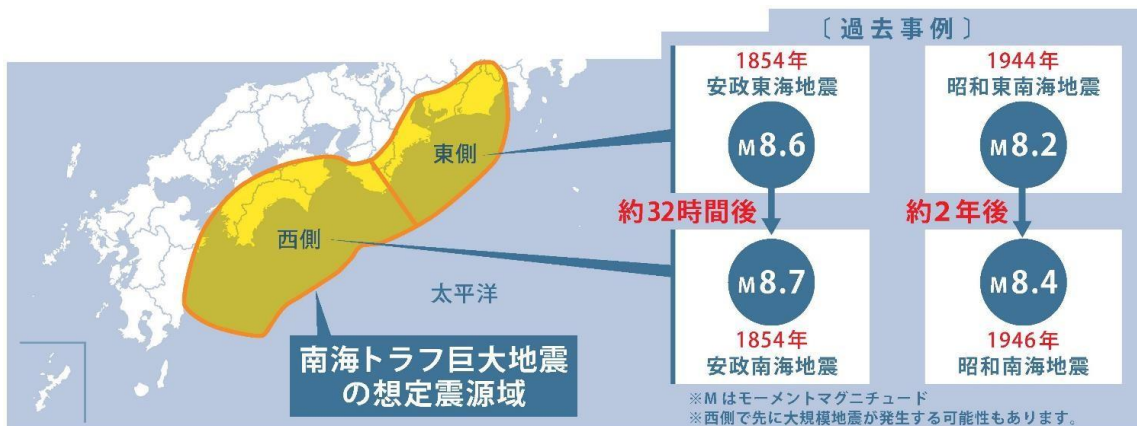 〔過去事例〕
1854年
安政東海地震
M8.6
約32時間後
M8.7
1854年
安政南海地震
1944年
昭和東南海地震
M8.2
約2年後
M8.4
1946年
昭和南海地震
東側
西側
太平洋
南海トラフ巨大地震
の想定震源域
※Mはモーメントマグニチュード
※西側で先に大規模地震が発生する可能性もあります。